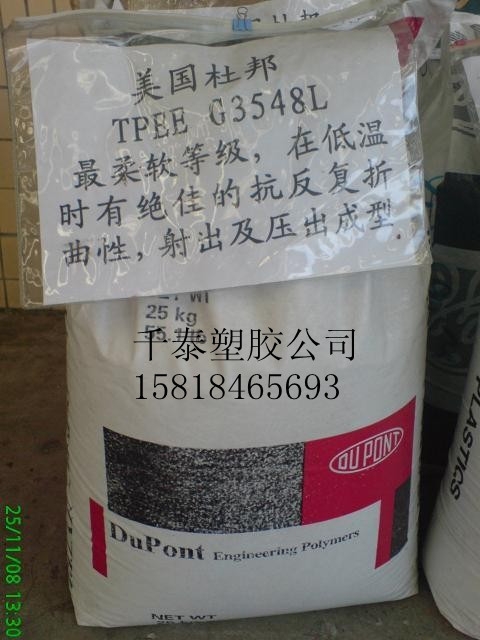 美国杜邦
TPEE G3548L
最柔软等级，在低温
时有绝佳的抗反复折
曲性，射出及压出成型.
25 kg
千泰塑胶公司
15818465693
DU PONT
DuPont Engineering Polymers
NET WT
PLASTICS
25/11/08 13:30